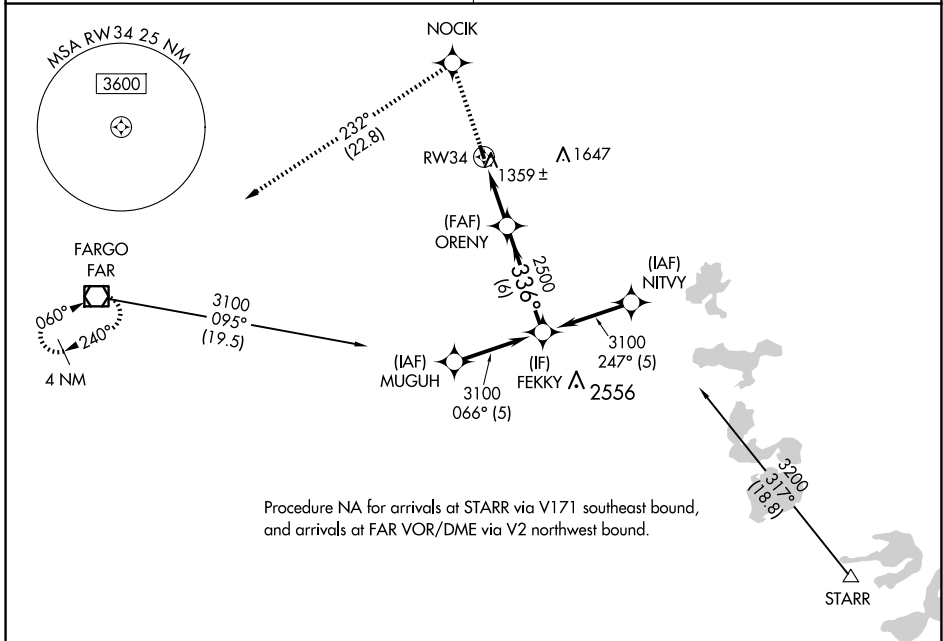 MSA RW34 25 NM
3600
NOCIK
232°
(22.8)
RW34
1359 ±
1647
(FAF)
ORENY
2500
336°
(6)
(IAF)
NITVY
FARGO
FAR
3100
095°
(19.5)
060°
240°
4 NM
(IAF)
MUGUH
3100
066° (5)
(IF)
FEKKY
2556
3100
247° (5)
3200
317°
(18.8)
STARR
Procedure NA for arrivals at STARR via V171 southeast bound,
and arrivals at FAR VOR/DME via V2 northwest bound.